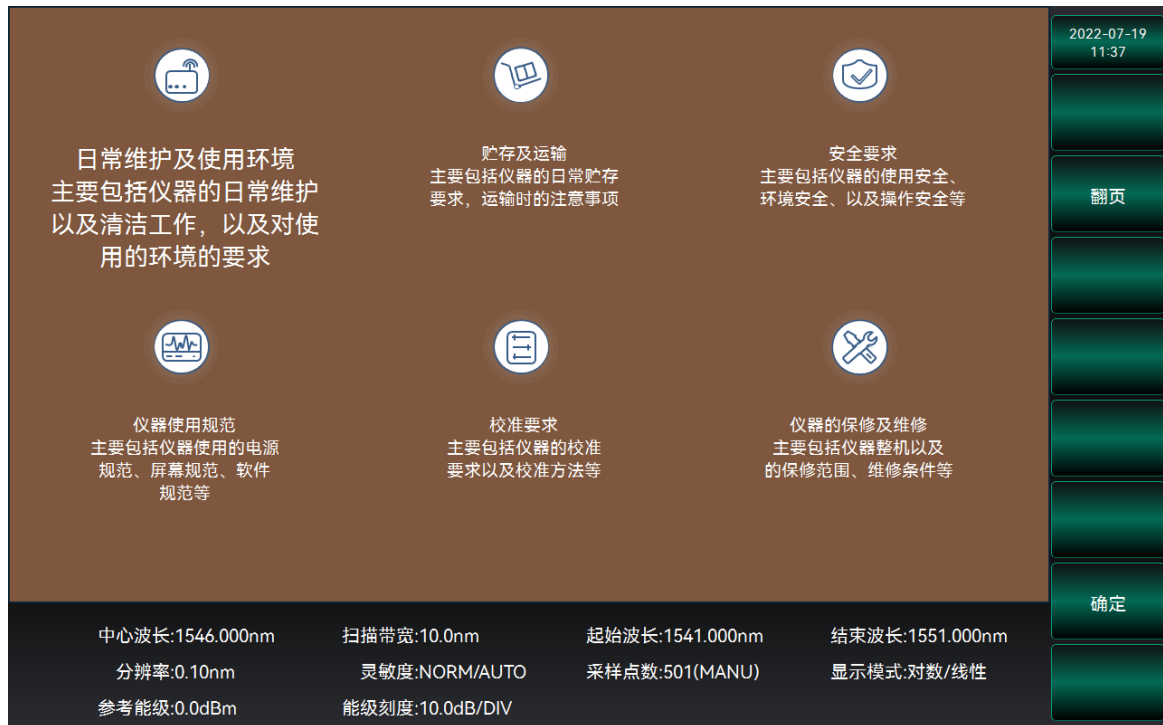 2022-07-19
11:37
翻页
确定
日常维护及使用环境
主要包括仪器的日常维护
以及清洁工作，以及对使
用的环境的要求
贮存及运输
主要包括仪器的日常贮存
要求，运输时的注意事项
安全要求
主要包括仪器的使用安全、
环境安全、以及操作安全等
仪器使用规范
主要包括仪器使用的电源
规范、屏幕规范、软件
规范等
校准要求
主要包括仪器的校准
要求以及校准方法等
仪器的保修及维修
主要包括仪器整机以及
的保修范围、维修条件等
中心波长:1546.000nm
扫描带宽:10.0nm
起始波长:1541.000nm
结束波长:1551.000nm
分辨率:0.10nm
灵敏度:NORM/AUTO
采样点数:501(MANU)
显示模式:对数/线性
参考能级:0.0dBm
能级刻度:10.0dB/DIV